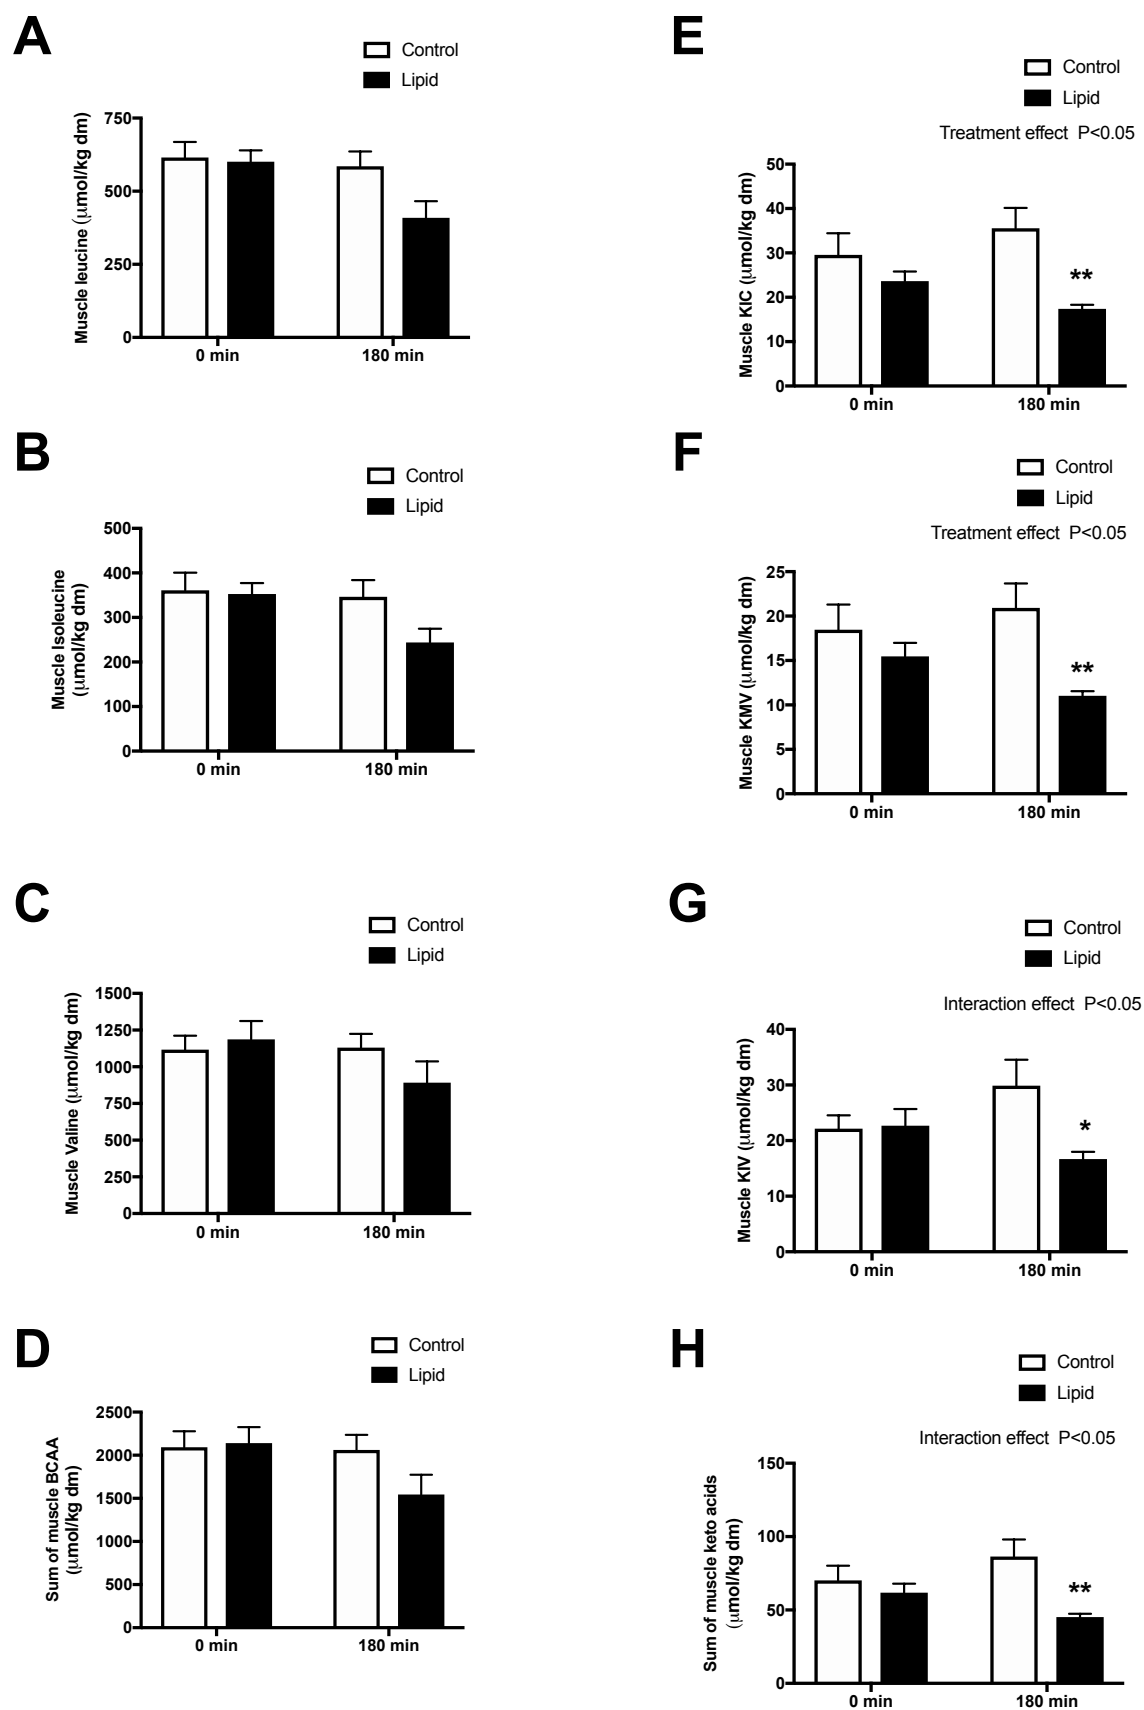 A
Control
Lipid
Muscle leucine (µmol/kg dm)
750
500
250
0
0 min
180 min
B
Control
Lipid
Muscle Isoleucine
(µmol/kg dm)
500
400
300
200
100
0
0 min
180 min
C
Control
Lipid
Muscle Valine (µmol/kg dm)
1500
1250
1000
750
500
250
0
0 min
180 min
D
Control
Lipid
Sum of muscle BCAA
(µmol/kg dm)
2500
2000
1500
1000
500
0
0 min
180 min
E
Control
Lipid
Treatment effect P<0.05
Muscle KIC (µmol/kg dm)
50
40
30
20
10
0
**
0 min
180 min
F
Control
Lipid
Treatment effect P<0.05
Muscle KMV (µmol/kg dm)
25
20
15
10
5
0
**
0 min
180 min
G
Control
Lipid
Interaction effect P<0.05
Muscle KIV (µmol/kg dm)
40
30
20
10
0
*
0 min
180 min
H
Control
Lipid
Interaction effect P<0.05
Sum of muscle keto acids
(µmol/kg dm)
150
100
50
0
**
0 min
180 min